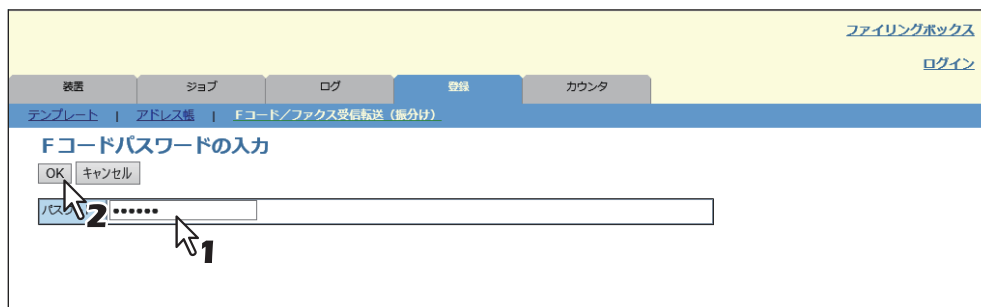 ファイリングボックス
ログイン
装置 ジョブ ログ 登録 カウンタ
テンプレート | アドレス帳 | Fコード/ファクス受信転送(振分け)
Fコードパスワードの入力
OK キャンセル
••••••
2
1